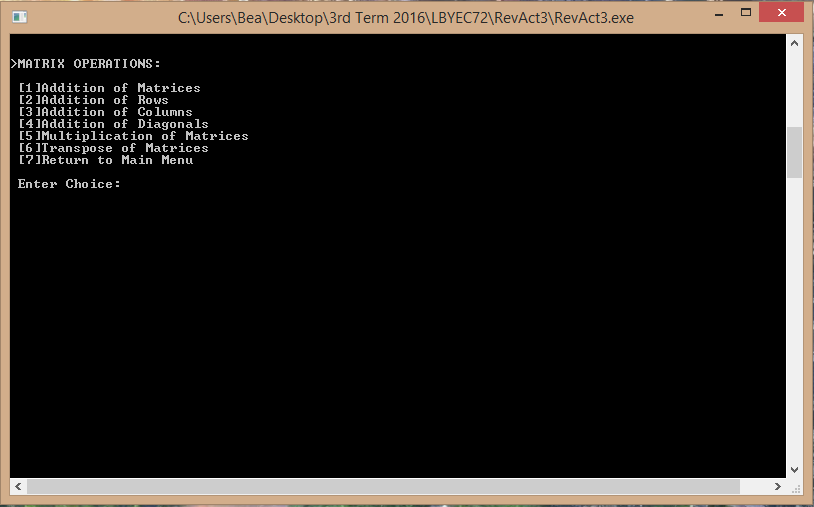 C:\Users\Bea\Desktop\3rd Term 2016\LBYEC72\RevAct3\RevAct3.exe
>MATRIX OPERATIONS:
[1]Addition of Matrices
[2]Addition of Rows
[3]Addition of Columns
[4]Addition of Diagonals
[5]Multiplication of Matrices
[6]Transpose of Matrices
[7]Return to Main Menu
Enter Choice: